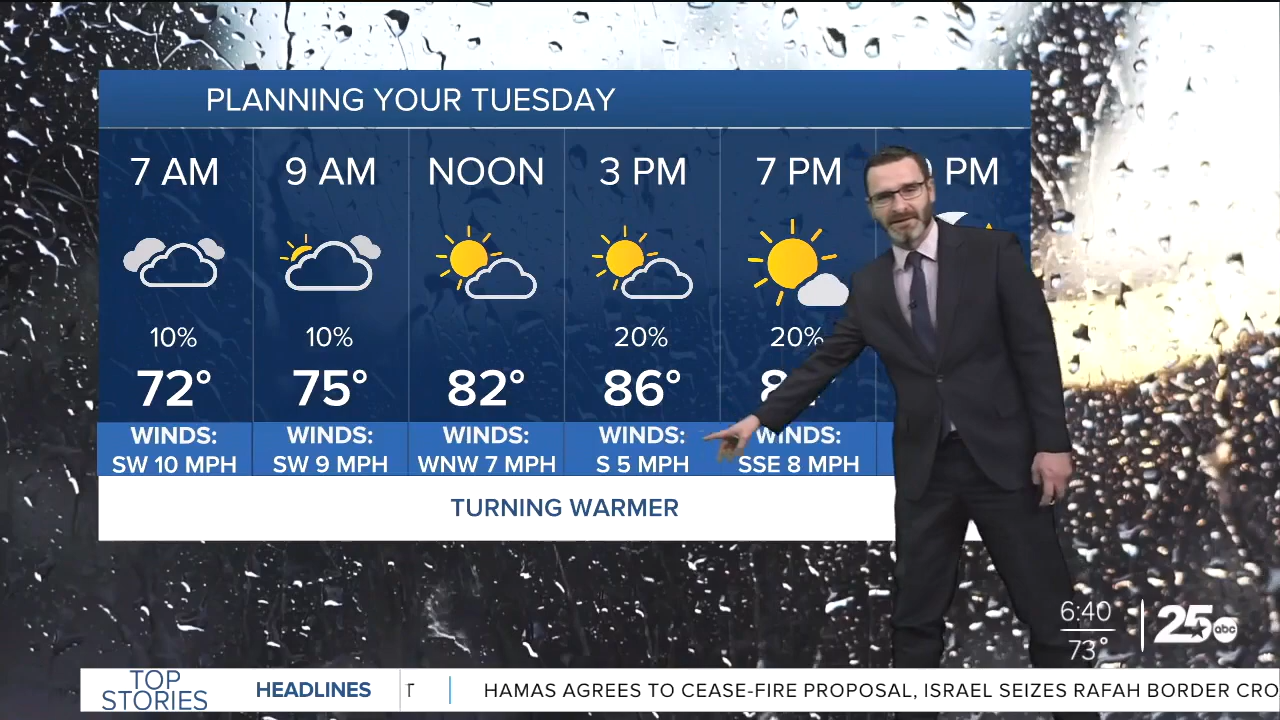 PLANNING YOUR TUESDAY
7 AM 9 AM NOON 3 PM 7 PM PM
10% 10% 20% 20%
72° 75° 82° 86°
WINDS: WINDS: WINDS: WINDS: WINDS:
SW 10 MPH SW 9 MPH WNW 7 MPH S 5 MPH SSE 8 MPH
TURNING WARMER
6:40
73°
25 abc
TOP STORIES
HEADLINES
T HAMAS AGREES TO CEASE-FIRE PROPOSAL, ISRAEL SEIZES RAFAH BORDER CRO